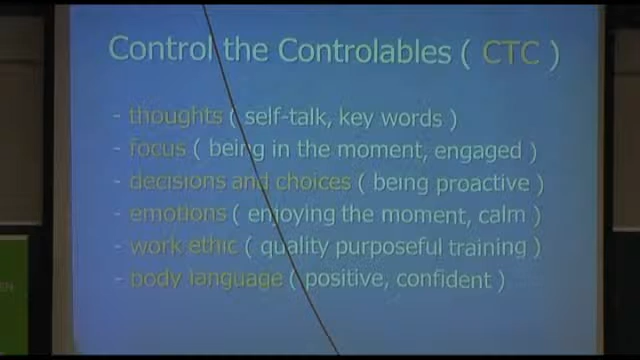 Control the Controlables ( CTC )
- thoughts ( self-talk, key words )
- focus ( being in the moment, engaged )
- decisions and choices ( being proactive )
- emotions ( enjoying the moment, calm )
- work ethic ( quality purposeful training )
- body language ( positive, confident )